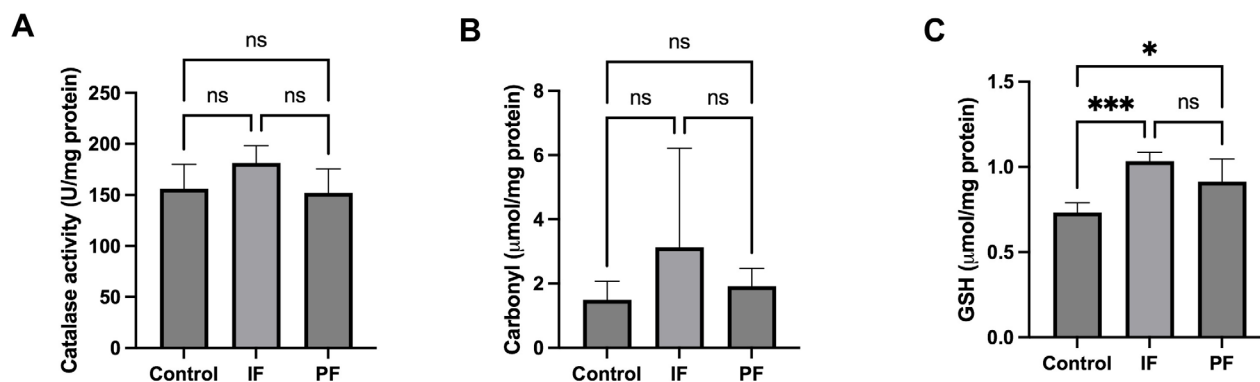 A
ns
ns
ns
Catalase activity (U/mg protein)
250
200
150
100
50
0
Control
IF
PF
B
ns
ns
ns
Carbonyl (μmol/mg protein)
8
6
4
2
0
Control
IF
PF
C
*
***
ns
GSH (μmol/mg protein)
1.5
1.0
0.5
0.0
Control
IF
PF